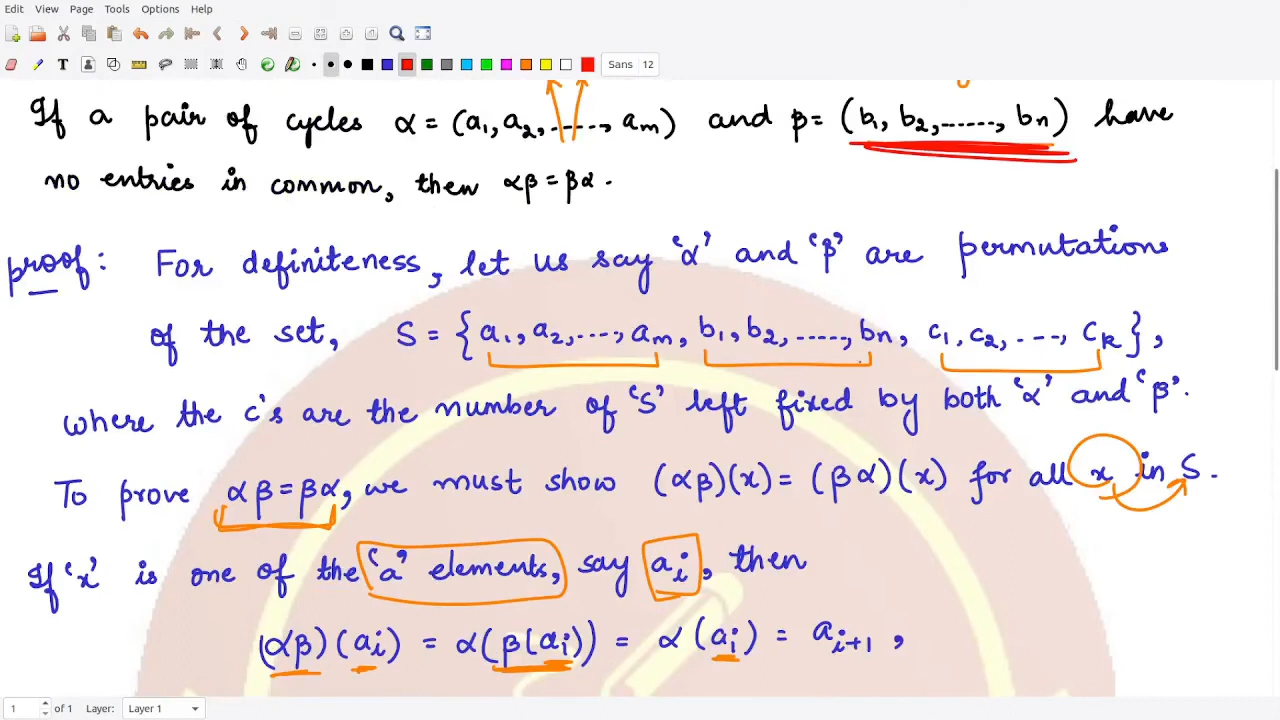 Edit View Page Tools Options Help
Sans 12
If a pair of cycles α = (a₁, a₂, ......, aₘ) and β = (b₁, b₂, ......, bₙ) have
no entries in common, then αβ = βα.
proof: For definiteness, let us say 'α' and 'β' are permutations
of the set, S = {a₁, a₂, ...., aₘ, b₁, b₂, ....., bₙ, c₁, c₂, ...., cₖ},
where the c's are the number of 'S' left fixed by both 'α' and 'β'.
To prove αβ = βα, we must show (αβ)(x) = (βα)(x) for all x in S.
If 'x' is one of the 'a' elements, say aᵢ, then
(αβ)(aᵢ) = α(β(aᵢ)) = α(aᵢ) = aᵢ₊₁,
1 of 1 Layer: Layer 1